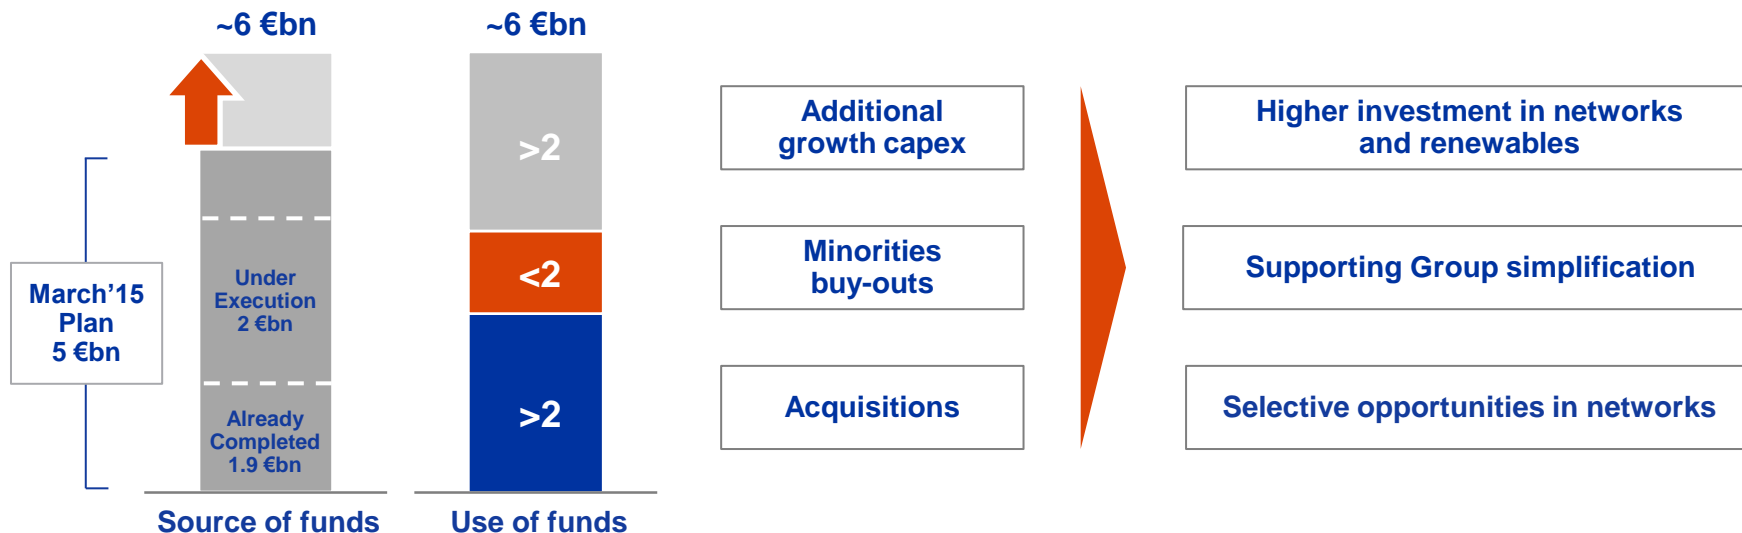 ~6 €bn
~6 €bn
March’15
Plan
5 €bn
Under
Execution
2 €bn
Already
Completed
1.9 €bn
Source of funds
>2
<2
>2
Use of funds
Additional
growth capex
Minorities
buy-outs
Acquisitions
Higher investment in networks
and renewables
Supporting Group simplification
Selective opportunities in networks